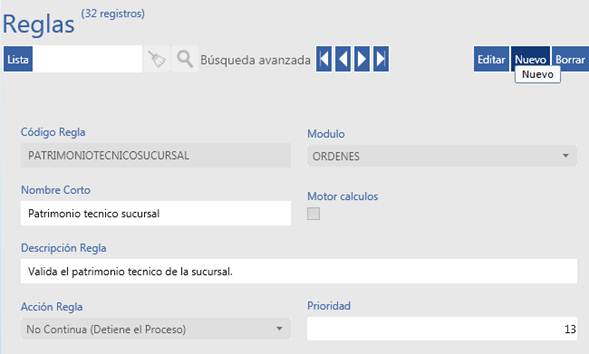 Reglas (32 registros)
Lista Búsqueda avanzada Editar Nuevo Borrar
Nuevo
Código Regla Modulo
PATRIMONIOTECNICOSUCURSAL ORDENES
Nombre Corto Motor calculos
Patrimonio tecnico sucursal
Descripción Regla
Valida el patrimonio tecnico de la sucursal.
Acción Regla Prioridad
No Continua (Detiene el Proceso) 13